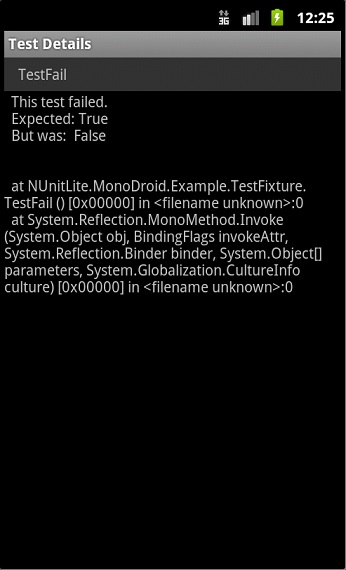 3G 12:25
Test Details
TestFail
This test failed.
Expected: True
But was:  False
at NUnitLite.MonoDroid.Example.TestFixture.
TestFail () [0x00000] in <filename unknown>:0
at System.Reflection.MonoMethod.Invoke
(System.Object obj, BindingFlags invokeAttr,
System.Reflection.Binder binder, System.Object[]
parameters, System.Globalization.CultureInfo
culture) [0x00000] in <filename unknown>:0